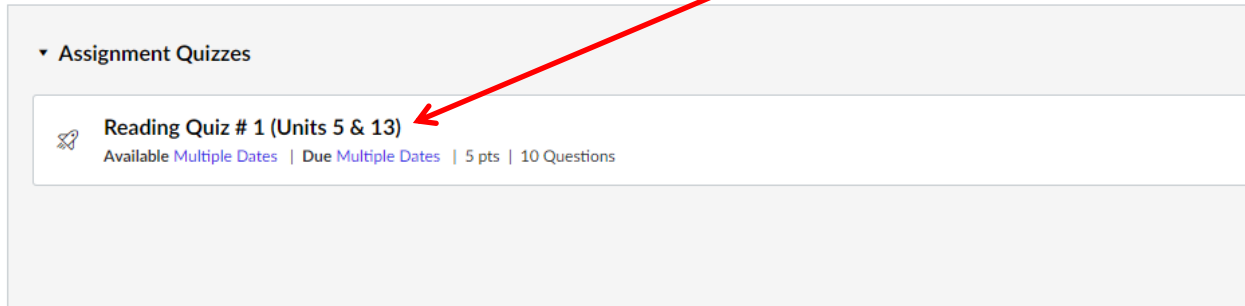 Assignment Quizzes
Reading Quiz # 1 (Units 5 & 13)
Available Multiple Dates | Due Multiple Dates | 5 pts | 10 Questions